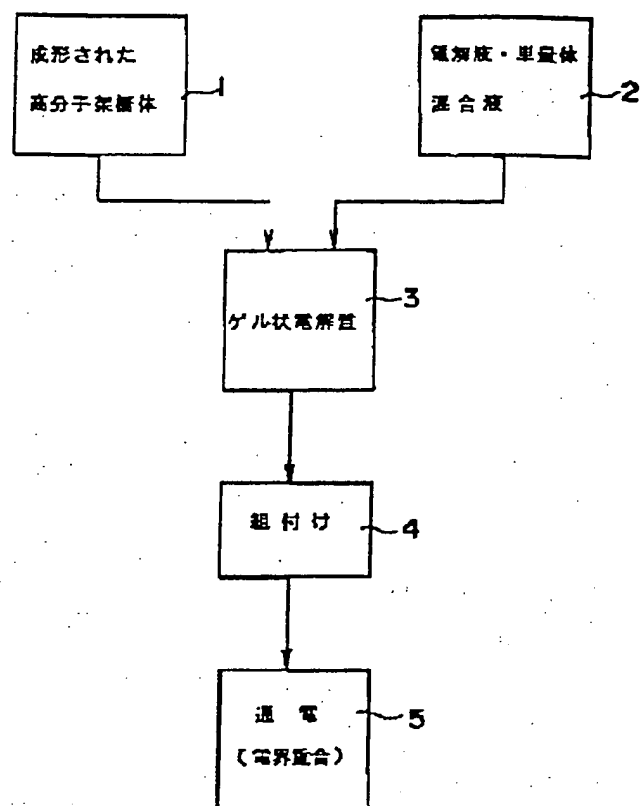 成形された
高分子架橋体
1
電解液・単量体
混合液
2
ゲル状電解質
3
組付け
4
通電
(電界重合)
5